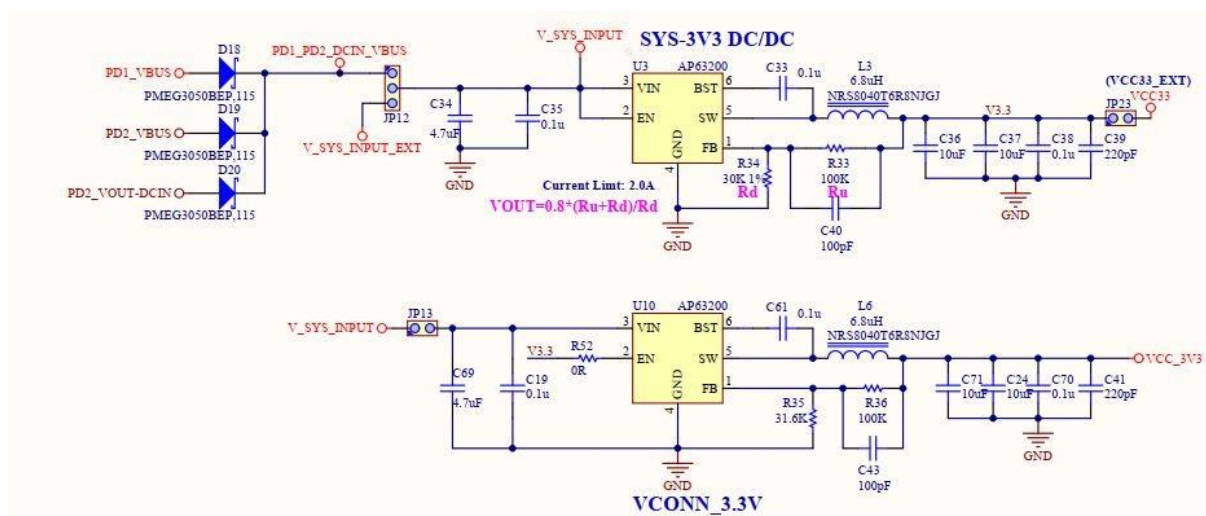 D18
PD1_PD2_DCIN_VBUS
V_SYS_INPUT
SYS-3V3 DC/DC
PD1_VBUS
PMEG3050BEP,115
D19
PD2_VBUS
PMEG3050BEP,115
D20
PD2_VOUT-DCIN
PMEG3050BEP,115
JP12
V_SYS_INPUT_EXT
C34
4.7uF
C35
0.1u
GND
U3
AP63200
3
VIN
2
EN
GND
4
BST
6
SW
5
FB
1
C33
0.1u
L3
6.8uH
NRS8040T6R8NJGJ
(VCC33_EXT)
VCC33
JP23
V3.3
R34
30K 1%
Rd
R33
100K
Ru
C40
100pF
C36
10uF
C37
10uF
C38
0.1u
C39
220pF
GND
Current Limt: 2.0A
VOUT=0.8*(Ru+Rd)/Rd
GND
V_SYS_INPUT
JP13
C69
4.7uF
C19
0.1u
V3.3
R52
0R
U10
AP63200
3
VIN
2
EN
GND
4
BST
6
SW
5
FB
1
C61
0.1u
L6
6.8uH
NRS8040T6R8NJGJ
R35
31.6K
R36
100K
C43
100pF
C71
10uF
C24
10uF
C70
0.1u
C41
220pF
VCC_3V3
GND
GND
VCONN_3.3V